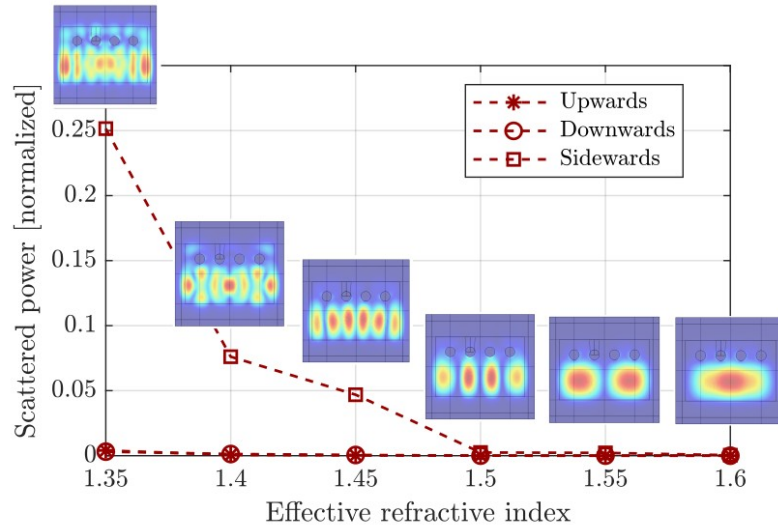 Upwards
Downwards
Sidewards
Scattered power [normalized]
0.25
0.2
0.15
0.1
0.05
0
1.35 1.4 1.45 1.5 1.55 1.6
Effective refractive index